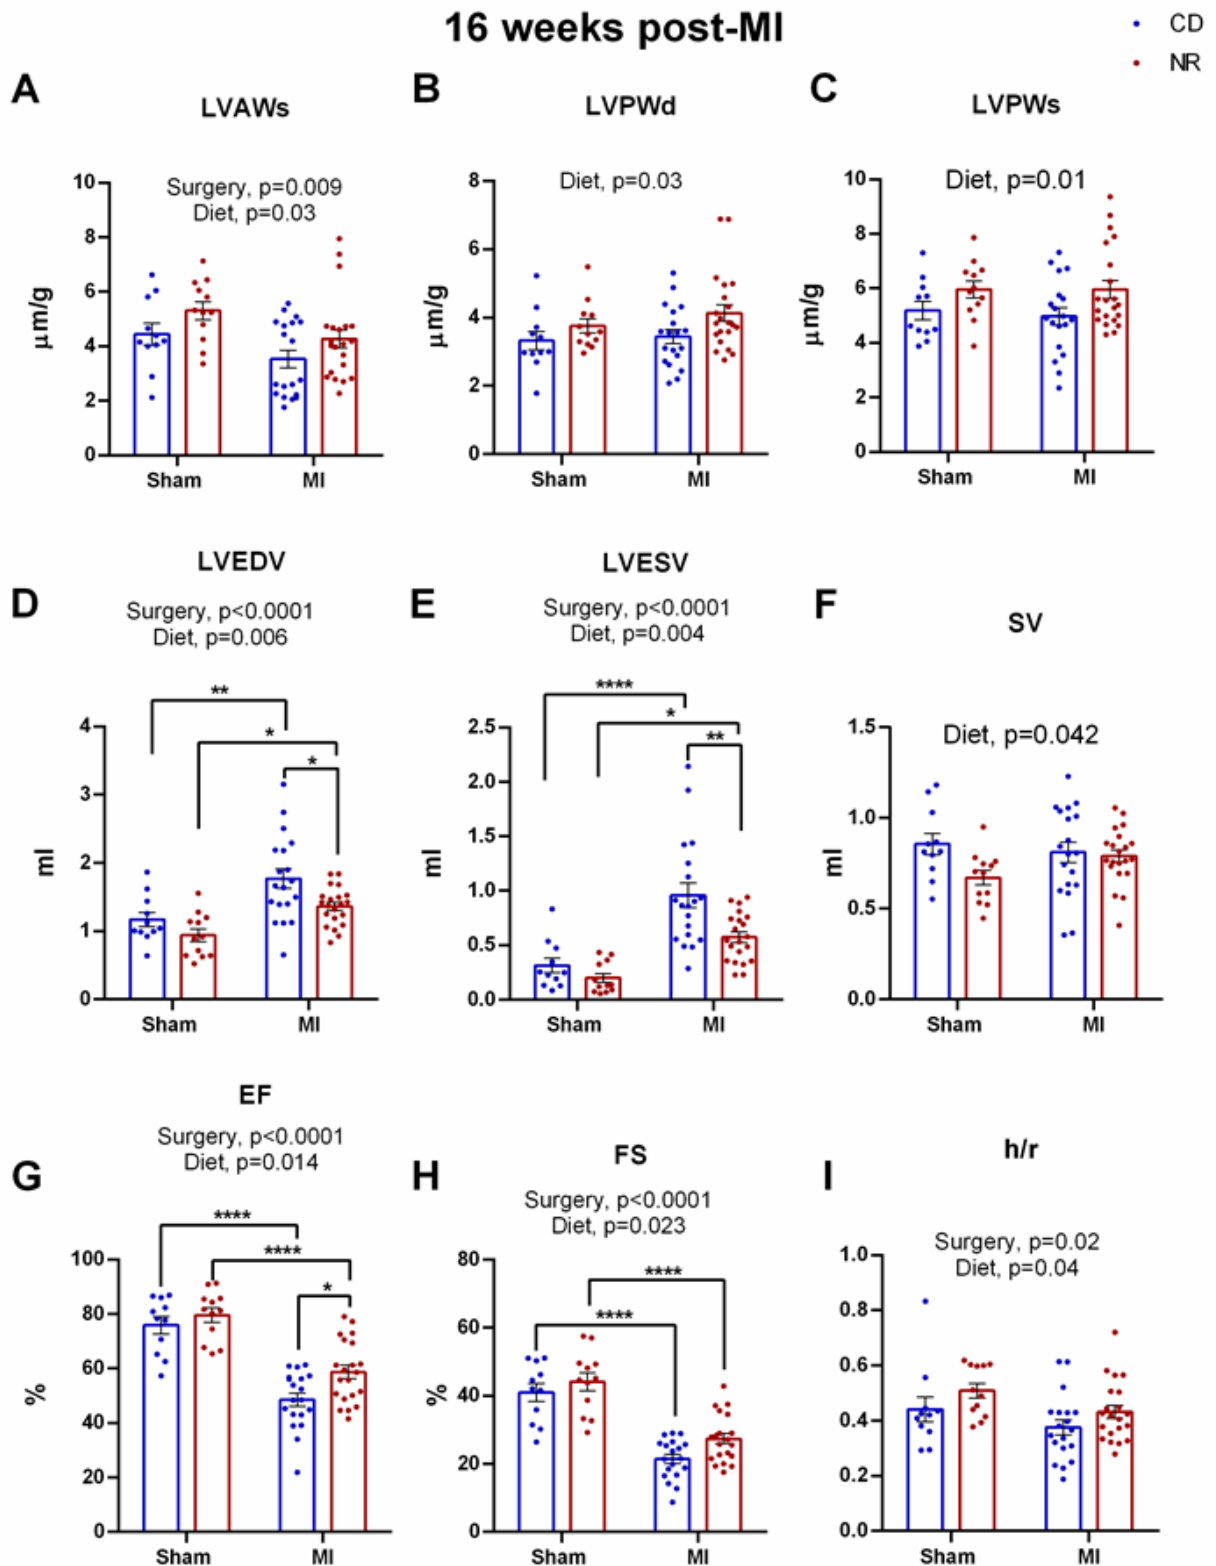 16 weeks post-MI
CD
NR
A
LVAWs
Surgery, p=0.009
Diet, p=0.03
µm/g
10
8
6
4
2
0
Sham
MI
B
LVPWd
Diet, p=0.03
µm/g
8
6
4
2
0
Sham
MI
C
LVPWs
Diet, p=0.01
µm/g
10
8
6
4
2
0
Sham
MI
D
LVEDV
Surgery, p<0.0001
Diet, p=0.006
**
*
*
ml
4
3
2
1
0
Sham
MI
E
LVESV
Surgery, p<0.0001
Diet, p=0.004
****
*
**
ml
2.5
2.0
1.5
1.0
0.5
0.0
Sham
MI
F
SV
Diet, p=0.042
ml
1.5
1.0
0.5
0.0
Sham
MI
G
EF
Surgery, p<0.0001
Diet, p=0.014
****
****
*
%
100
80
60
40
20
0
Sham
MI
H
FS
Surgery, p<0.0001
Diet, p=0.023
****
****
%
80
60
40
20
0
Sham
MI
I
h/r
Surgery, p=0.02
Diet, p=0.04
1.0
0.8
0.6
0.4
0.2
0.0
Sham
MI